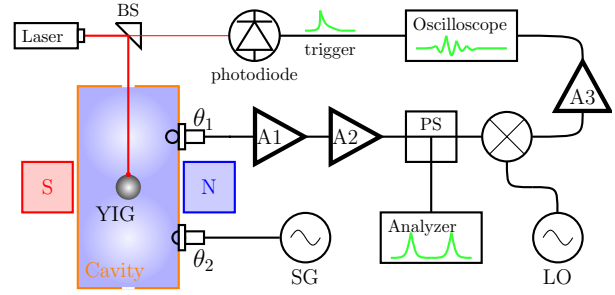 BS
Laser
Oscilloscope
trigger
photodiode
A3
θ1
A1
A2
PS
S
N
YIG
Analyzer
θ2
Cavity
SG
LO